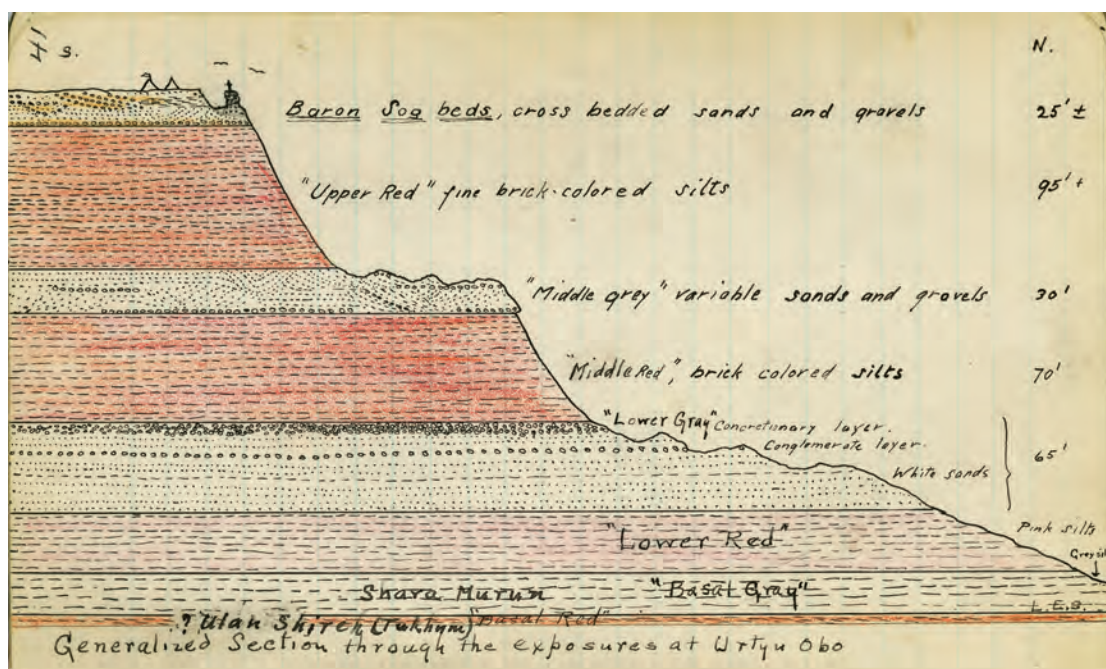 41 S. N.
Baron Sog beds, cross bedded sands and gravels 25' ±
"Upper Red" fine brick-colored silts 95' +
"Middle grey" variable sands and gravels 30'
"Middle Red", brick colored silts 70'
"Lower Gray" Concretionary layer.
Conglomerate layer.
65'
White sands
Pink silts
"Lower Red"
Shara Murun "Basal Gray"
L.E.S.
? Ulan Shireh (Tukhum) "Basal Red"
Generalized Section through the exposures at Urtyn Obo